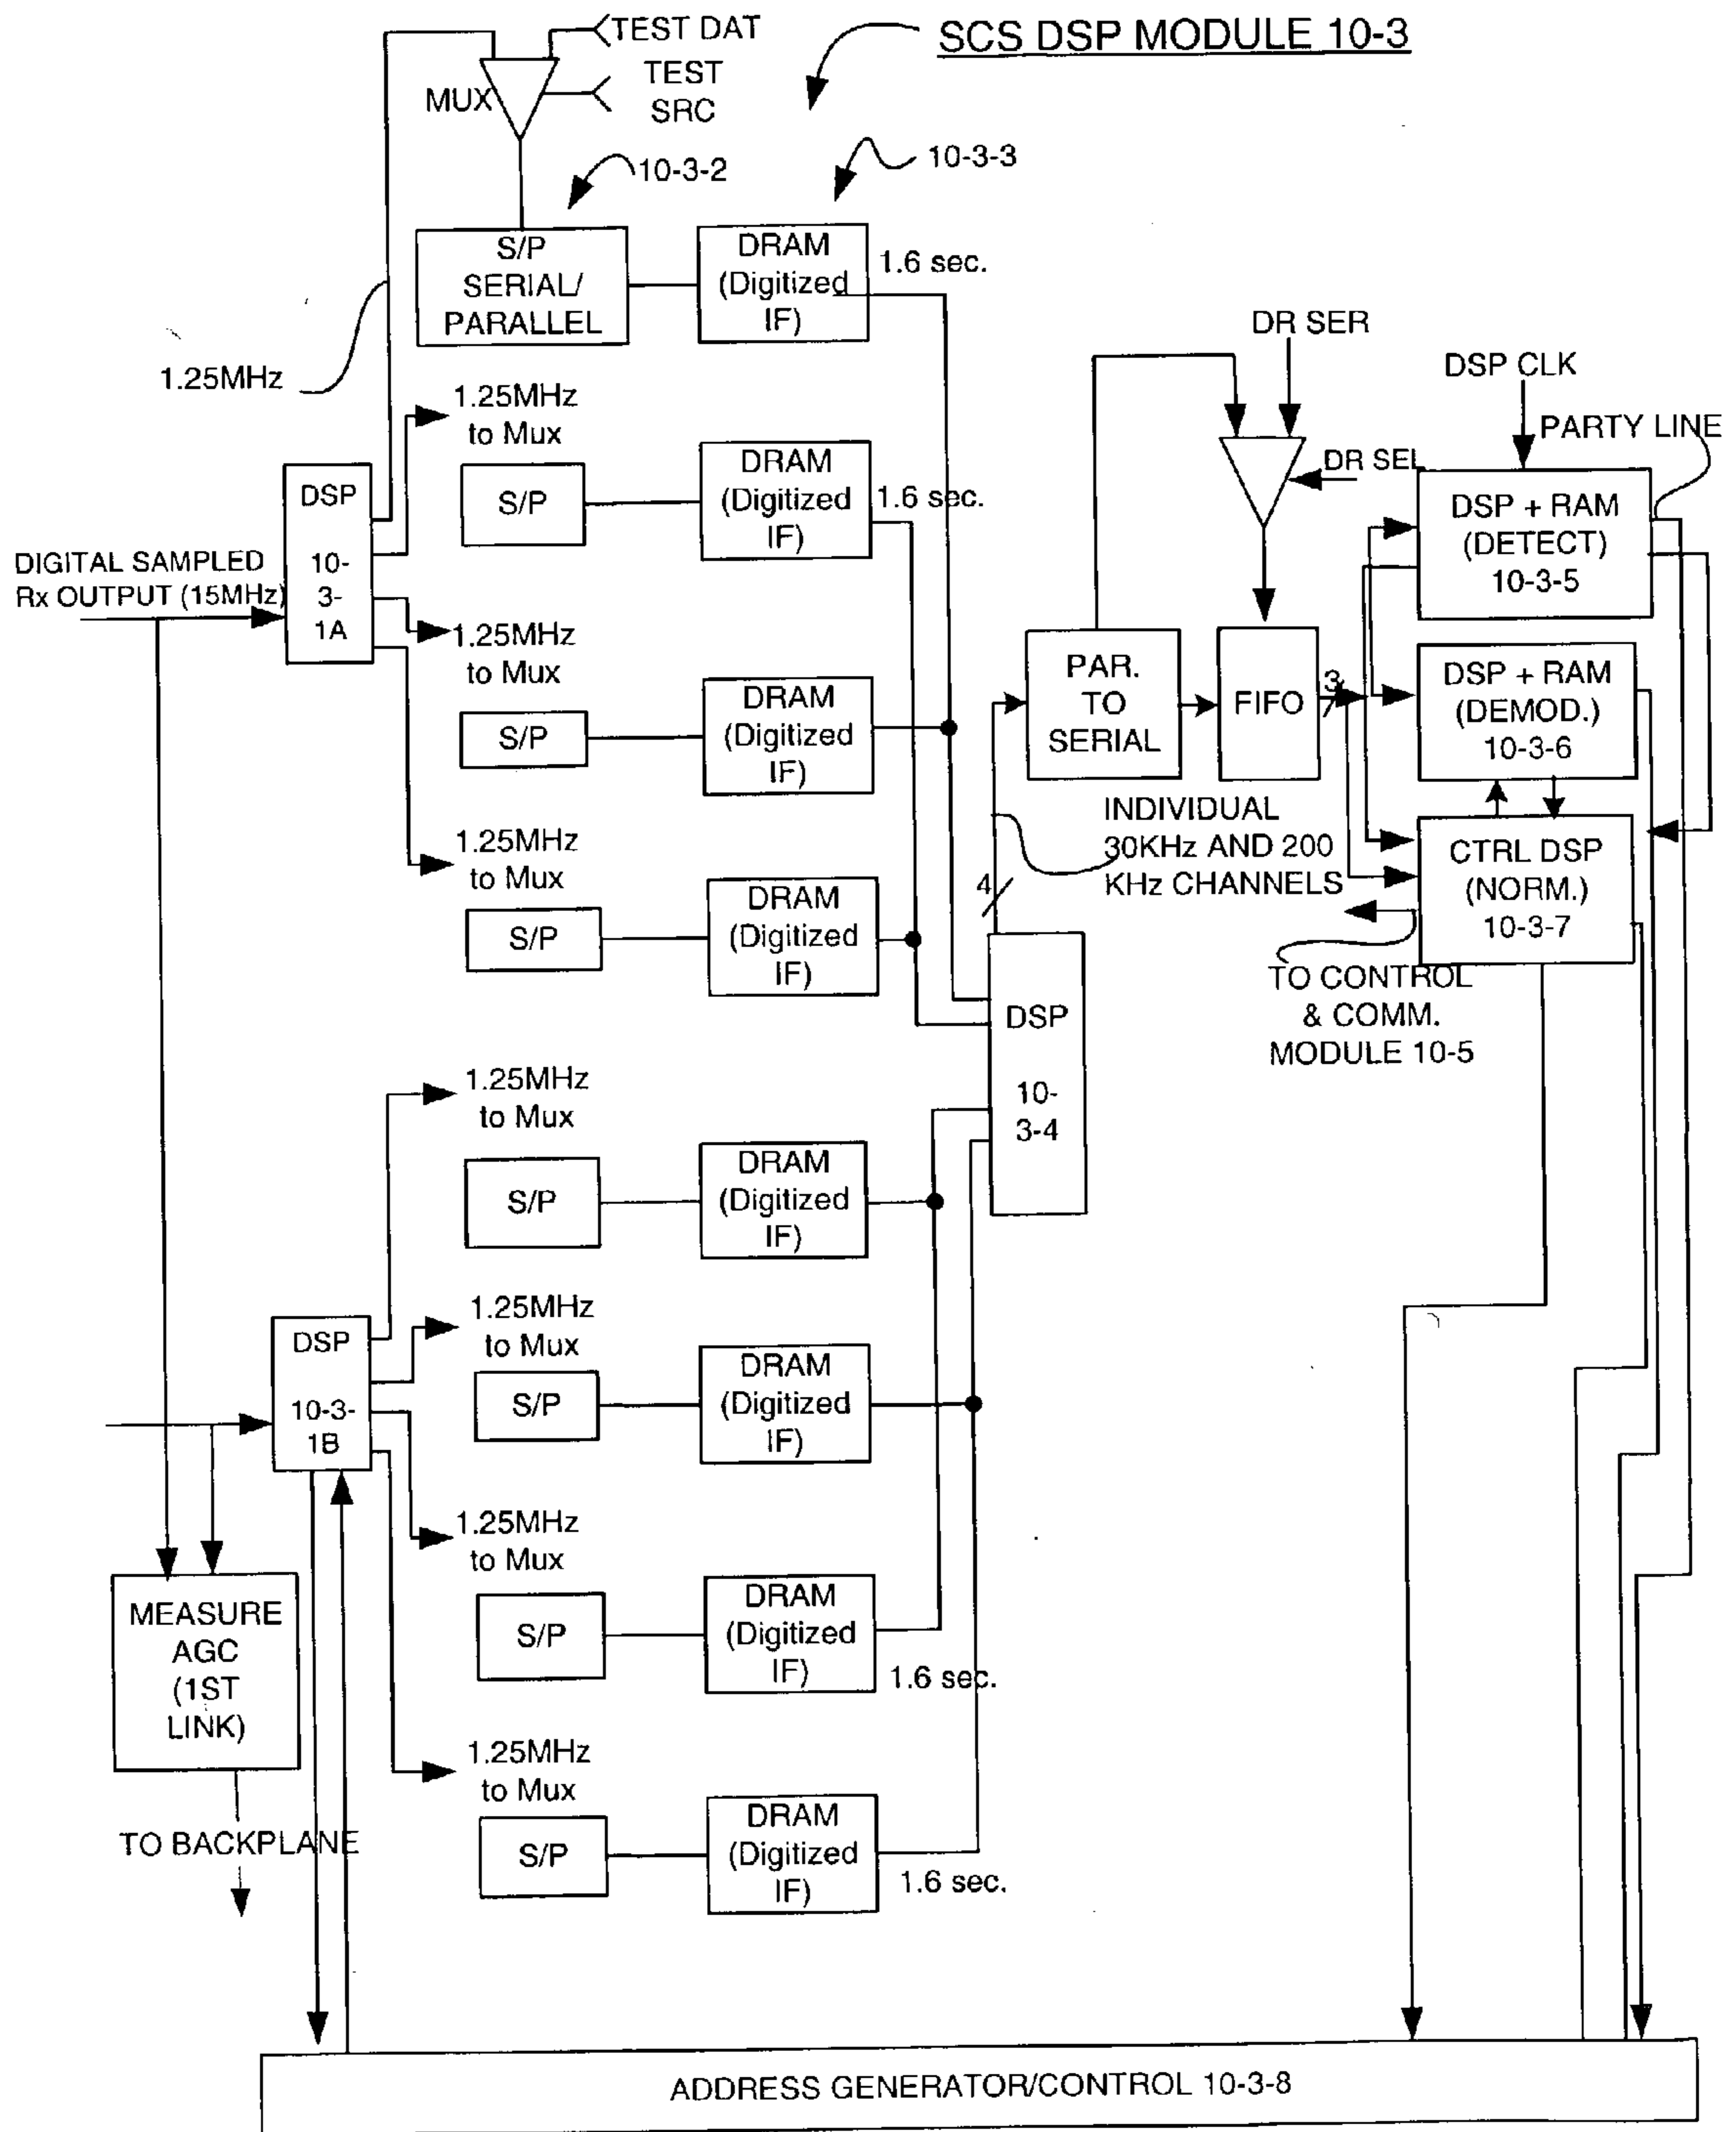 TEST DAT
SCS DSP MODULE 10-3
TEST
SRC
MUX
10-3-2
10-3-3
S/P
SERIAL/
PARALLEL
DRAM
(Digitized
IF)
1.6 sec.
1.25MHz
DR SER
DSP CLK
PARTY LINE
DR SEL
1.25MHz
to Mux
S/P
DRAM
(Digitized
IF)
1.6 sec.
DSP
10-
3-
1A
DIGITAL SAMPLED
Rx OUTPUT (15MHz)
DSP + RAM
(DETECT)
10-3-5
1.25MHz
to Mux
S/P
DRAM
(Digitized
IF)
PAR.
TO
SERIAL
FIFO
3
DSP + RAM
(DEMOD.)
10-3-6
INDIVIDUAL
30KHz AND 200
KHz CHANNELS
4
CTRL DSP
(NORM.)
10-3-7
TO CONTROL
& COMM.
MODULE 10-5
1.25MHz
to Mux
S/P
DRAM
(Digitized
IF)
DSP
10-
3-4
1.25MHz
to Mux
S/P
DRAM
(Digitized
IF)
DSP
10-3-
1B
1.25MHz
to Mux
S/P
DRAM
(Digitized
IF)
1.25MHz
to Mux
S/P
DRAM
(Digitized
IF)
1.6 sec.
MEASURE
AGC
(1ST
LINK)
TO BACKPLANE
1.25MHz
to Mux
S/P
DRAM
(Digitized
IF)
1.6 sec.
ADDRESS GENERATOR/CONTROL 10-3-8